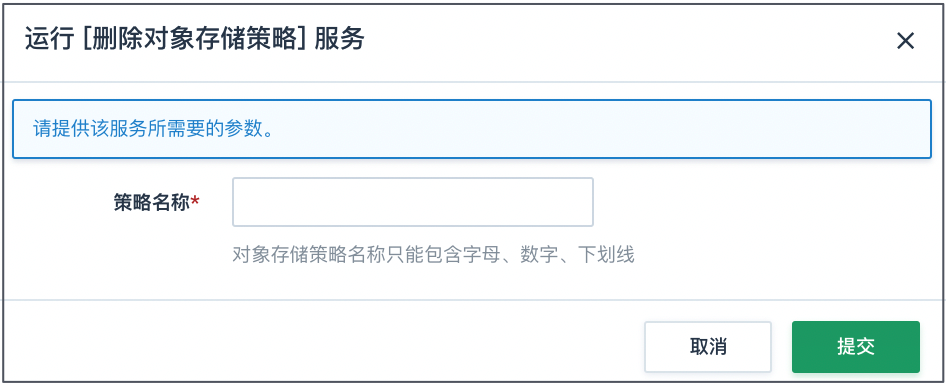 运行 [删除对象存储策略] 服务
请提供该服务所需要的参数。
策略名称*
对象存储策略名称只能包含字母、数字、下划线
取消
提交